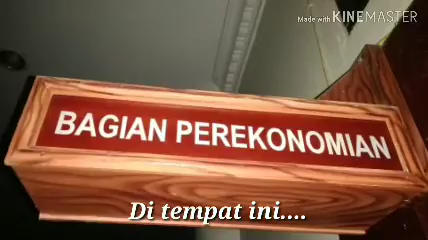 Made with KINEMASTER
BAGIAN PEREKONOMIAN
Di tempat ini....